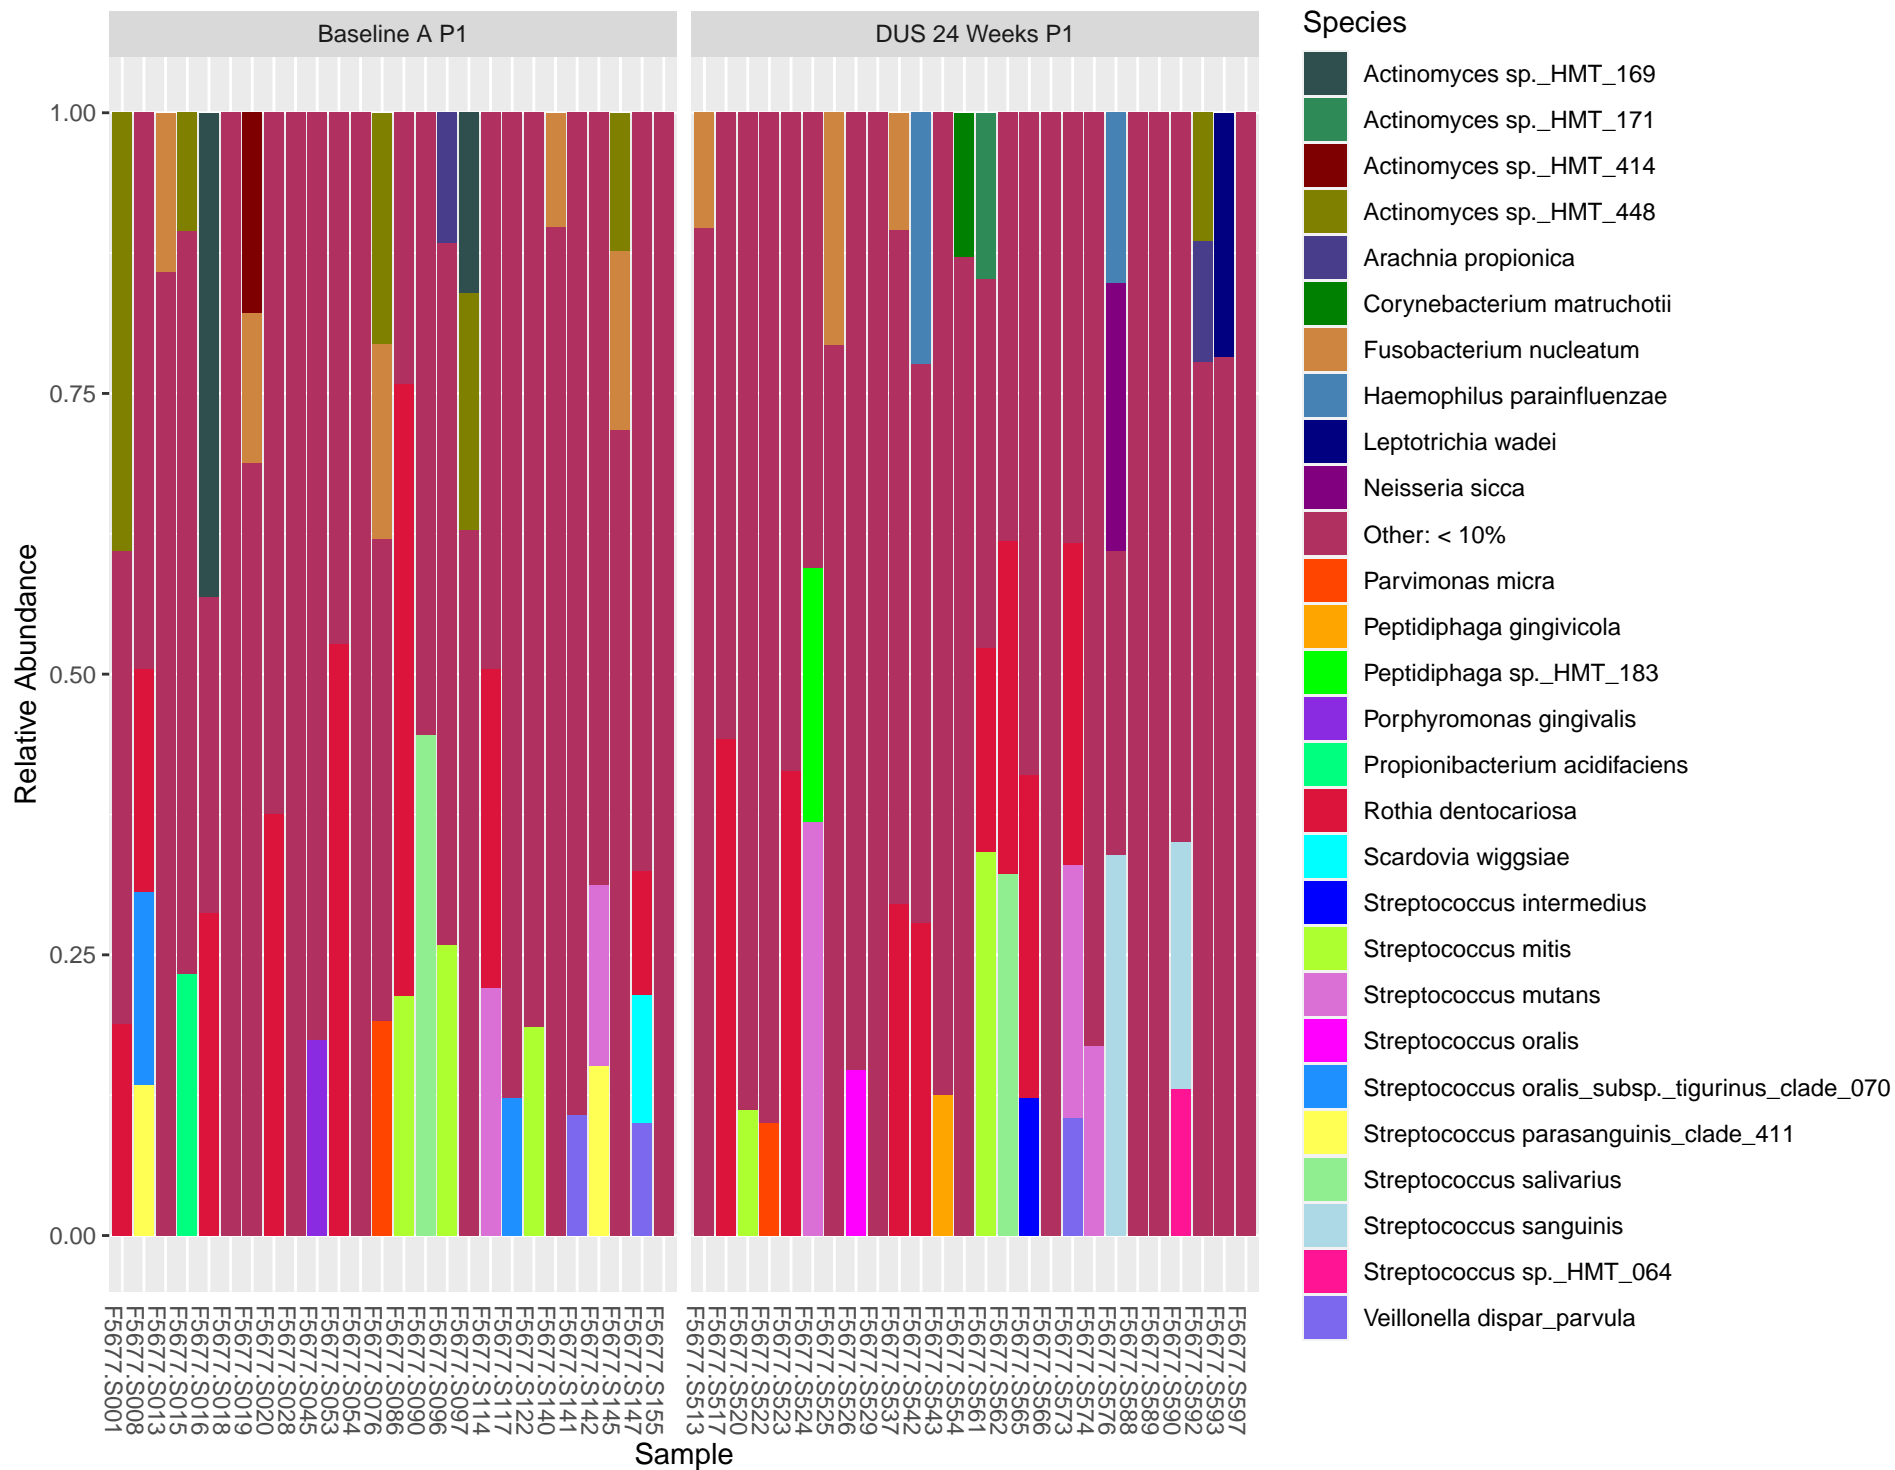 Baseline A P1
DUS 24 Weeks P1
1.00
0.75
0.50
0.25
0.00
Relative Abundance
F5677.S001
F5677.S008
F5677.S013
F5677.S015
F5677.S016
F5677.S018
F5677.S019
F5677.S020
F5677.S028
F5677.S045
F5677.S053
F5677.S054
F5677.S076
F5677.S086
F5677.S090
F5677.S096
F5677.S097
F5677.S114
F5677.S117
F5677.S122
F5677.S140
F5677.S141
F5677.S142
F5677.S145
F5677.S147
F5677.S155
F5677.S513
F5677.S517
F5677.S520
F5677.S522
F5677.S523
F5677.S524
F5677.S525
F5677.S526
F5677.S529
F5677.S537
F5677.S542
F5677.S543
F5677.S554
F5677.S561
F5677.S562
F5677.S565
F5677.S566
F5677.S573
F5677.S574
F5677.S576
F5677.S588
F5677.S589
F5677.S590
F5677.S592
F5677.S593
F5677.S597
Sample
Species
Actinomyces sp._HMT_169
Actinomyces sp._HMT_171
Actinomyces sp._HMT_414
Actinomyces sp._HMT_448
Arachnia propionica
Corynebacterium matruchotii
Fusobacterium nucleatum
Haemophilus parainfluenzae
Leptotrichia wadei
Neisseria sicca
Other: < 10%
Parvimonas micra
Peptidiphaga gingivicola
Peptidiphaga sp._HMT_183
Porphyromonas gingivalis
Propionibacterium acidifaciens
Rothia dentocariosa
Scardovia wiggsiae
Streptococcus intermedius
Streptococcus mitis
Streptococcus mutans
Streptococcus oralis
Streptococcus oralis_subsp._tigurinus_clade_070
Streptococcus parasanguinis_clade_411
Streptococcus salivarius
Streptococcus sanguinis
Streptococcus sp._HMT_064
Veillonella dispar_parvula